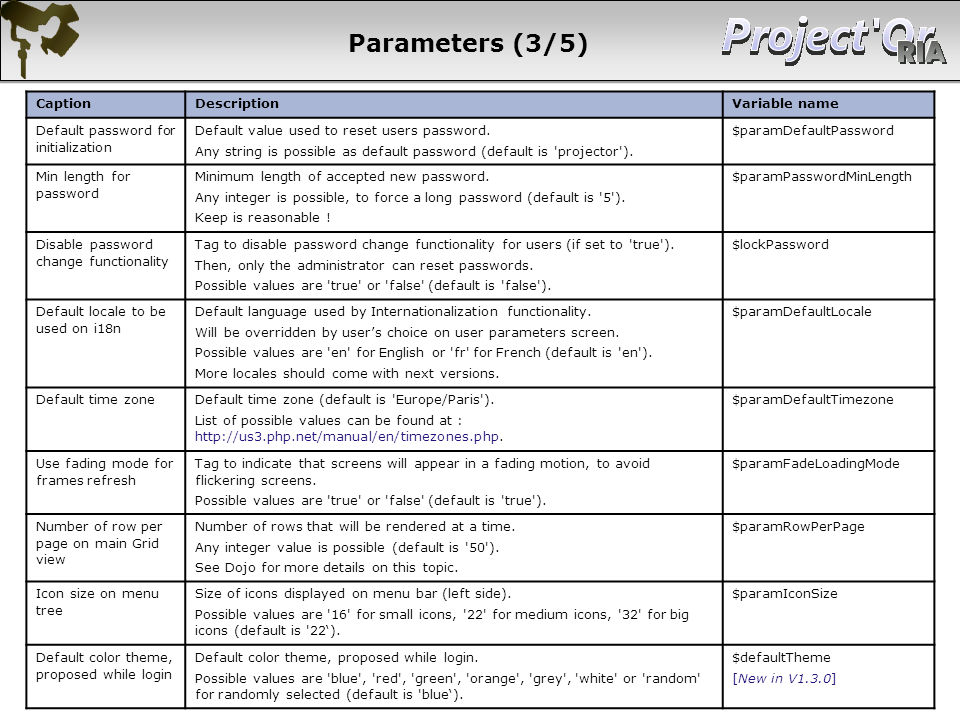 Parameters (3/5)
Project'Or
RIA
Caption
Description
Variable name
Default password for
initialization
Default value used to reset users password.
Any string is possible as default password (default is 'projector').
$paramDefaultPassword
Min length for
password
Minimum length of accepted new password.
Any integer is possible, to force a long password (default is '5').
Keep is reasonable !
$paramPasswordMinLength
Disable password
change functionality
Tag to disable password change functionality for users (if set to 'true').
Then, only the administrator can reset passwords.
Possible values are 'true' or 'false' (default is 'false').
$lockPassword
Default locale to be
used on i18n
Default language used by Internationalization functionality.
Will be overridden by user’s choice on user parameters screen.
Possible values are 'en' for English or 'fr' for French (default is 'en').
More locales should come with next versions.
$paramDefaultLocale
Default time zone
Default time zone (default is 'Europe/Paris').
List of possible values can be found at :
http://us3.php.net/manual/en/timezones.php.
$paramDefaultTimezone
Use fading mode for
frames refresh
Tag to indicate that screens will appear in a fading motion, to avoid
flickering screens.
Possible values are 'true' or 'false' (default is 'true').
$paramFadeLoadingMode
Number of row per
page on main Grid
view
Number of rows that will be rendered at a time.
Any integer value is possible (default is '50').
See Dojo for more details on this topic.
$paramRowPerPage
Icon size on menu
tree
Size of icons displayed on menu bar (left side).
Possible values are '16' for small icons, '22' for medium icons, '32' for big
icons (default is '22‘).
$paramIconSize
Default color theme,
proposed while login
Default color theme, proposed while login.
Possible values are 'blue', 'red', 'green', 'orange', 'grey', 'white' or 'random'
for randomly selected (default is 'blue‘).
$defaultTheme
[New in V1.3.0]